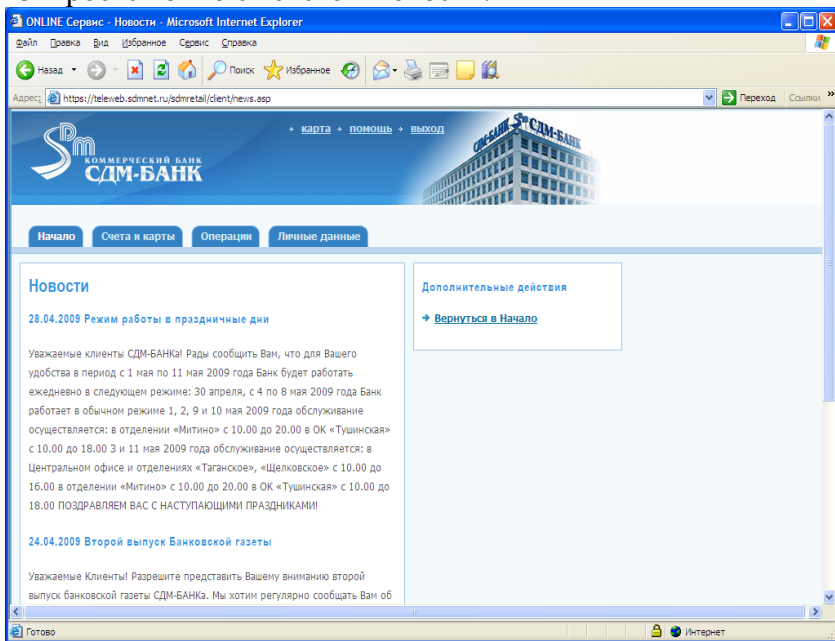 ONLINE Сервис - Новости - Microsoft Internet Explorer
Файл Правка Вид Избранное Сервис Справка
Назад Поиск Избранное
Адрес: https://teleweb.sdmnet.ru/sdmretail/client/news.asp Переход Ссылки »
карта помощь выход
SDm
КОММЕРЧЕСКИЙ БАНК
СДМ-БАНК
СДМ-БАНК СДМ-БАНК
Начало Счета и карты Операции Личные данные
Новости
28.04.2009 Режим работы в праздничные дни
Уважаемые клиенты СДМ-БАНКа! Рады сообщить Вам, что для Вашего
удобства в период с 1 мая по 11 мая 2009 года Банк будет работать
ежедневно в следующем режиме: 30 апреля, с 4 по 8 мая 2009 года Банк
работает в обычном режиме 1, 2, 9 и 10 мая 2009 года обслуживание
осуществляется: в отделении «Митино» с 10.00 до 20.00 в ОК «Тушинская»
с 10.00 до 18.00 3 и 11 мая 2009 года обслуживание осуществляется: в
Центральном офисе и отделениях «Таганское», «Щелковское» с 10.00 до
16.00 в отделении «Митино» с 10.00 до 20.00 в ОК «Тушинская» с 10.00 до
18.00 ПОЗДРАВЛЯЕМ ВАС С НАСТУПАЮЩИМИ ПРАЗДНИКАМИ!
24.04.2009 Второй выпуск Банковской газеты
Уважаемые Клиенты! Разрешите представить Вашему вниманию второй
выпуск банковской газеты СДМ-БАНКа. Мы хотим регулярно сообщать Вам об
Дополнительные действия
Вернуться в Начало
Готово Интернет